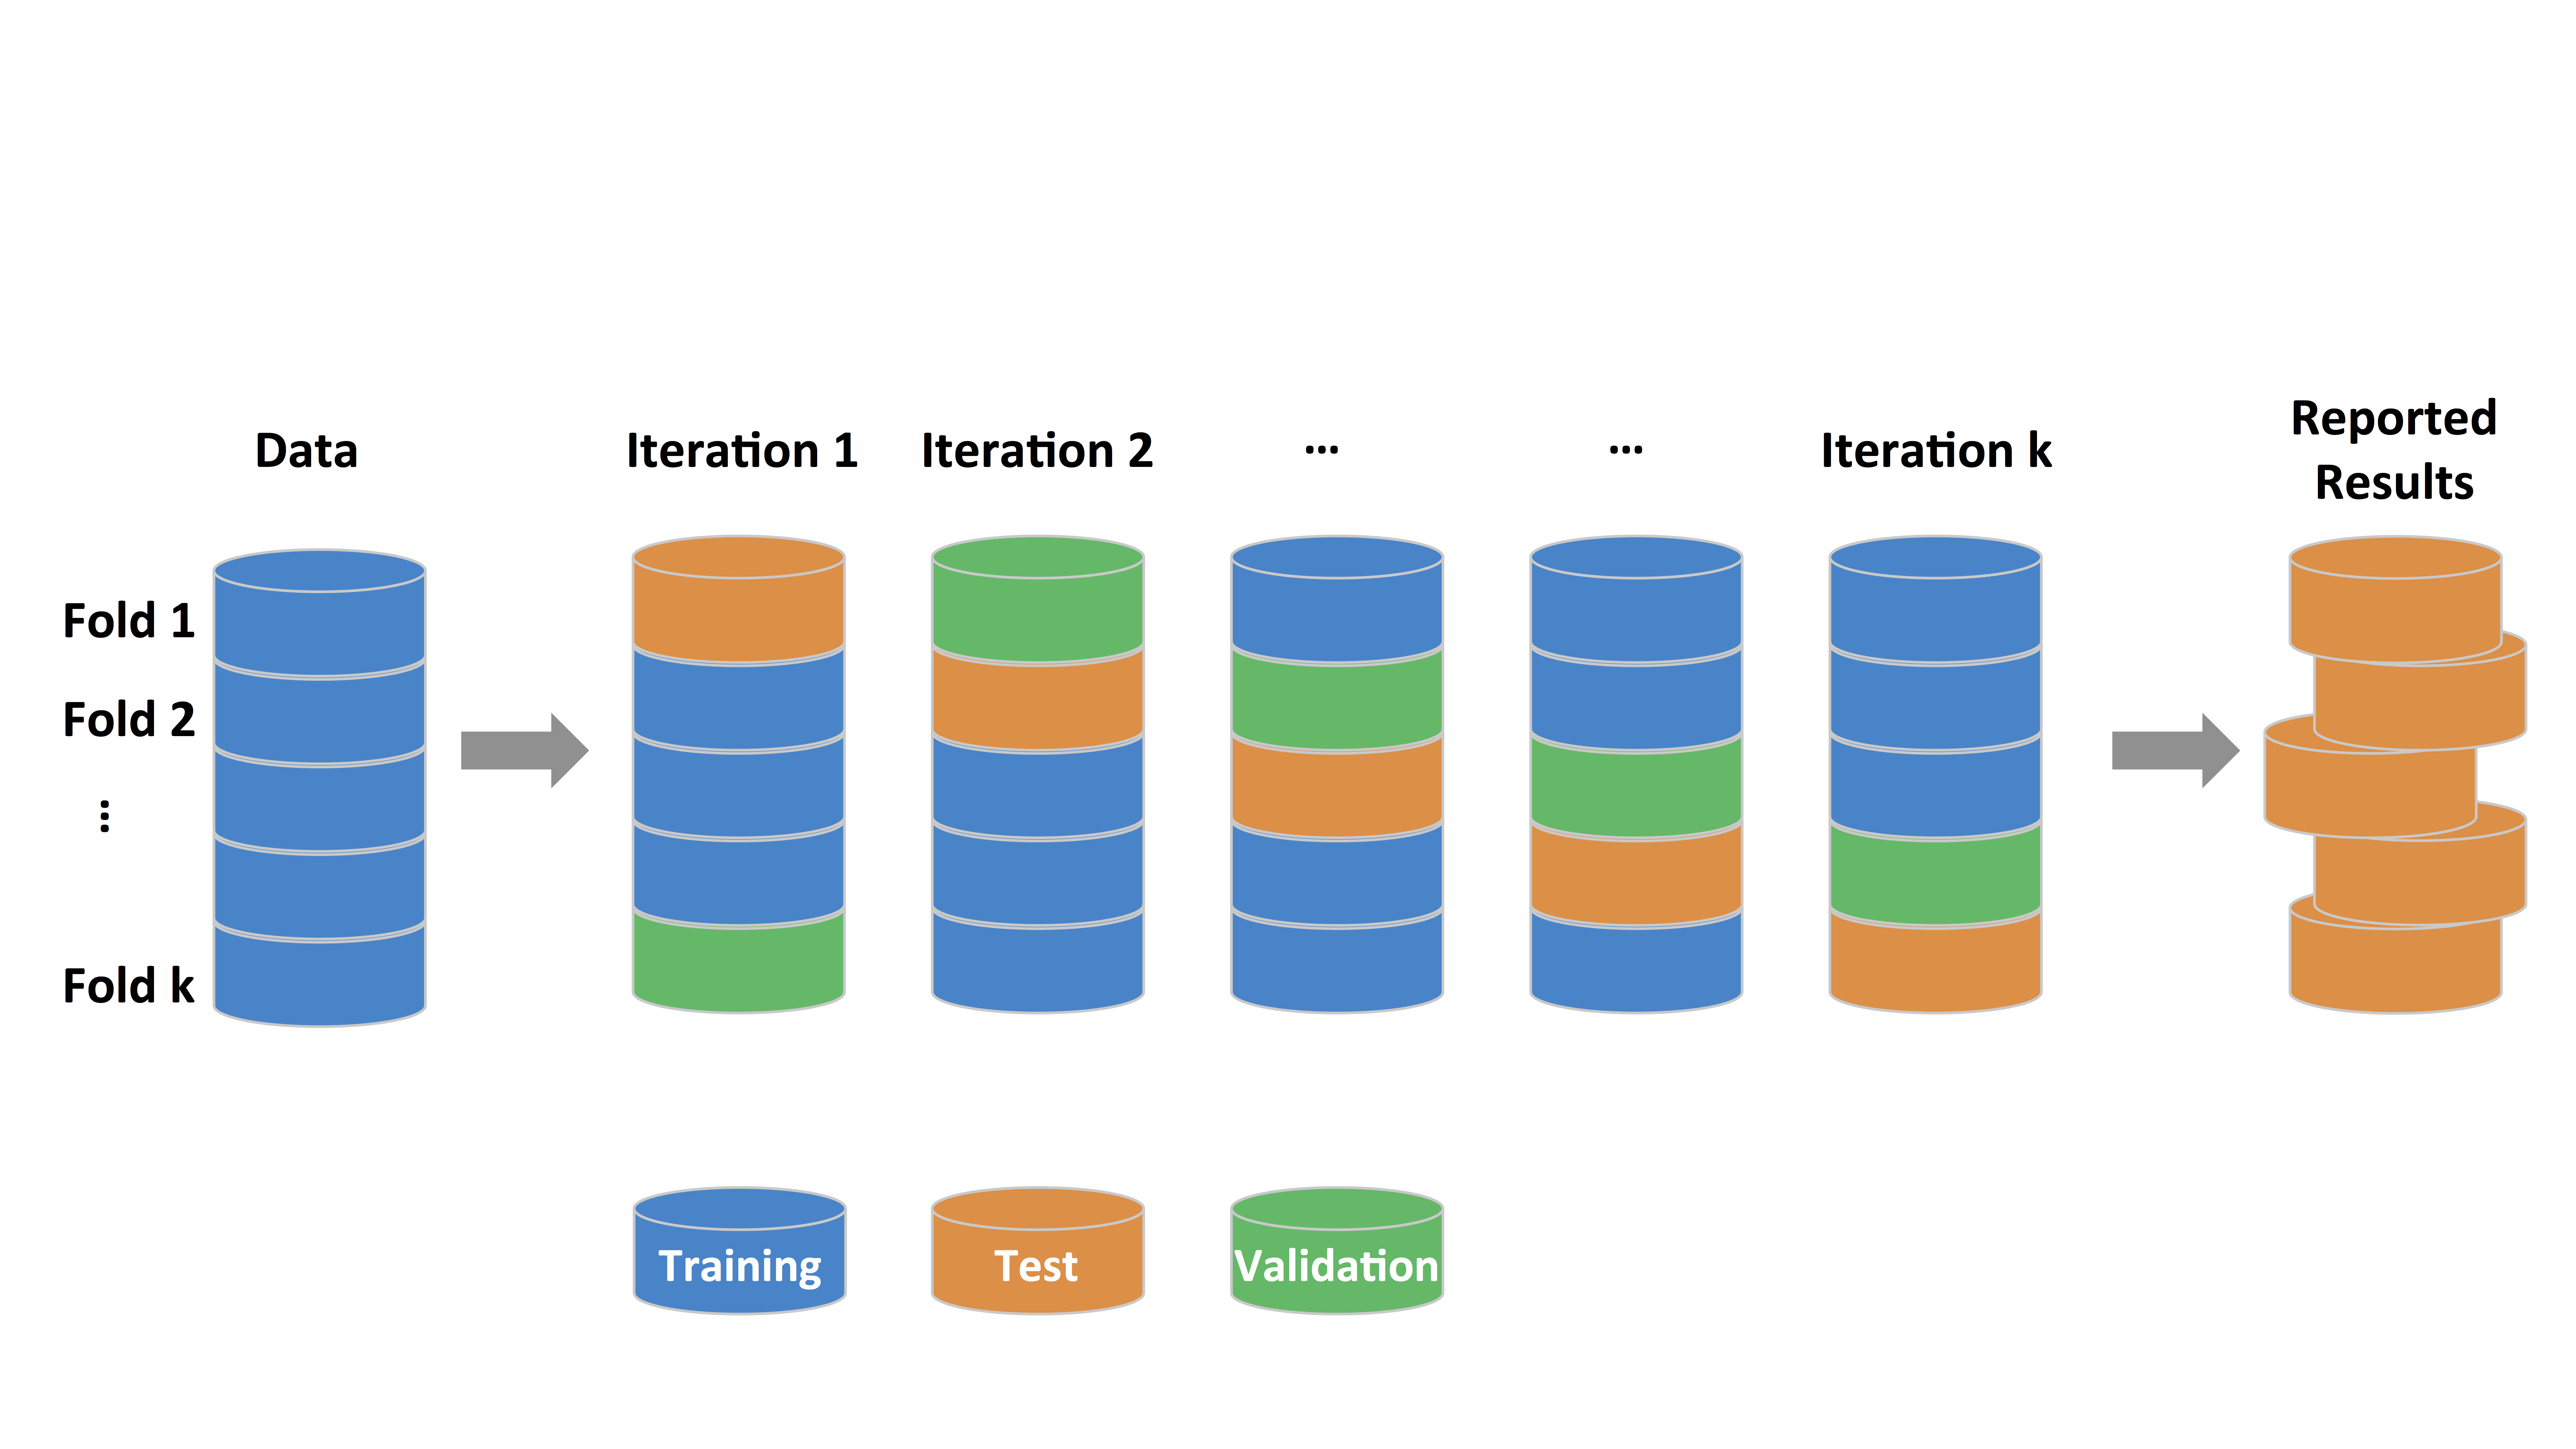 Data
Iteration 1
Iteration 2
...
...
Iteration k
Reported
Results
Fold 1
Fold 2
...
Fold k
Training
Test
Validation